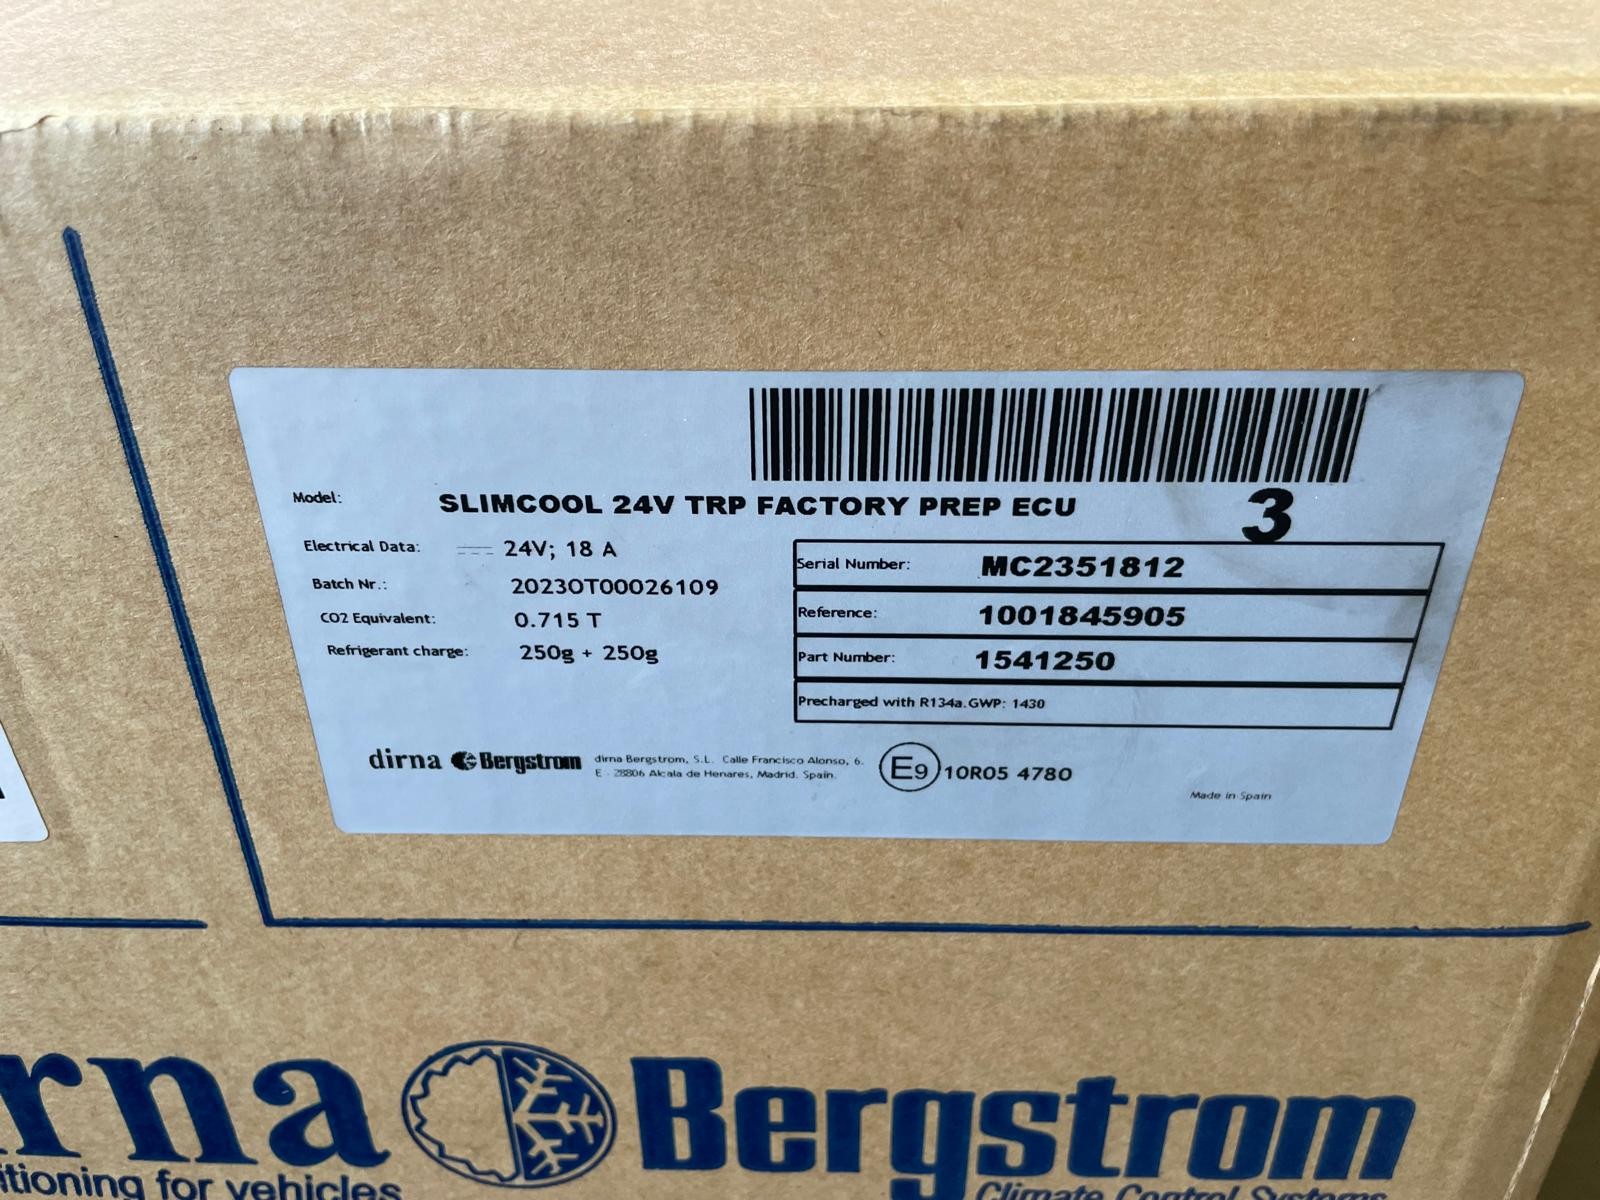 Model: SLIMCOOL 24V TRP FACTORY PREP ECU
3
Electrical Data: 24V; 18 A
Batch Nr.: 2023OT00026109
CO2 Equivalent: 0.715 T
Refrigerant charge: 250g + 250g
Serial Number: MC2351812
Reference: 1001845905
Part Number: 1541250
Precharged with R134a.GWP: 1430
dirna Bergstrom
dirna Bergstrom, S.L. Calle Francisco Alonso, 6.
E - 28806 Alcala de Henares, Madrid. Spain.
E9 10R05 4780
Made in Spain
rna Bergstrom
itioning for vehicles
Climate Control Systems